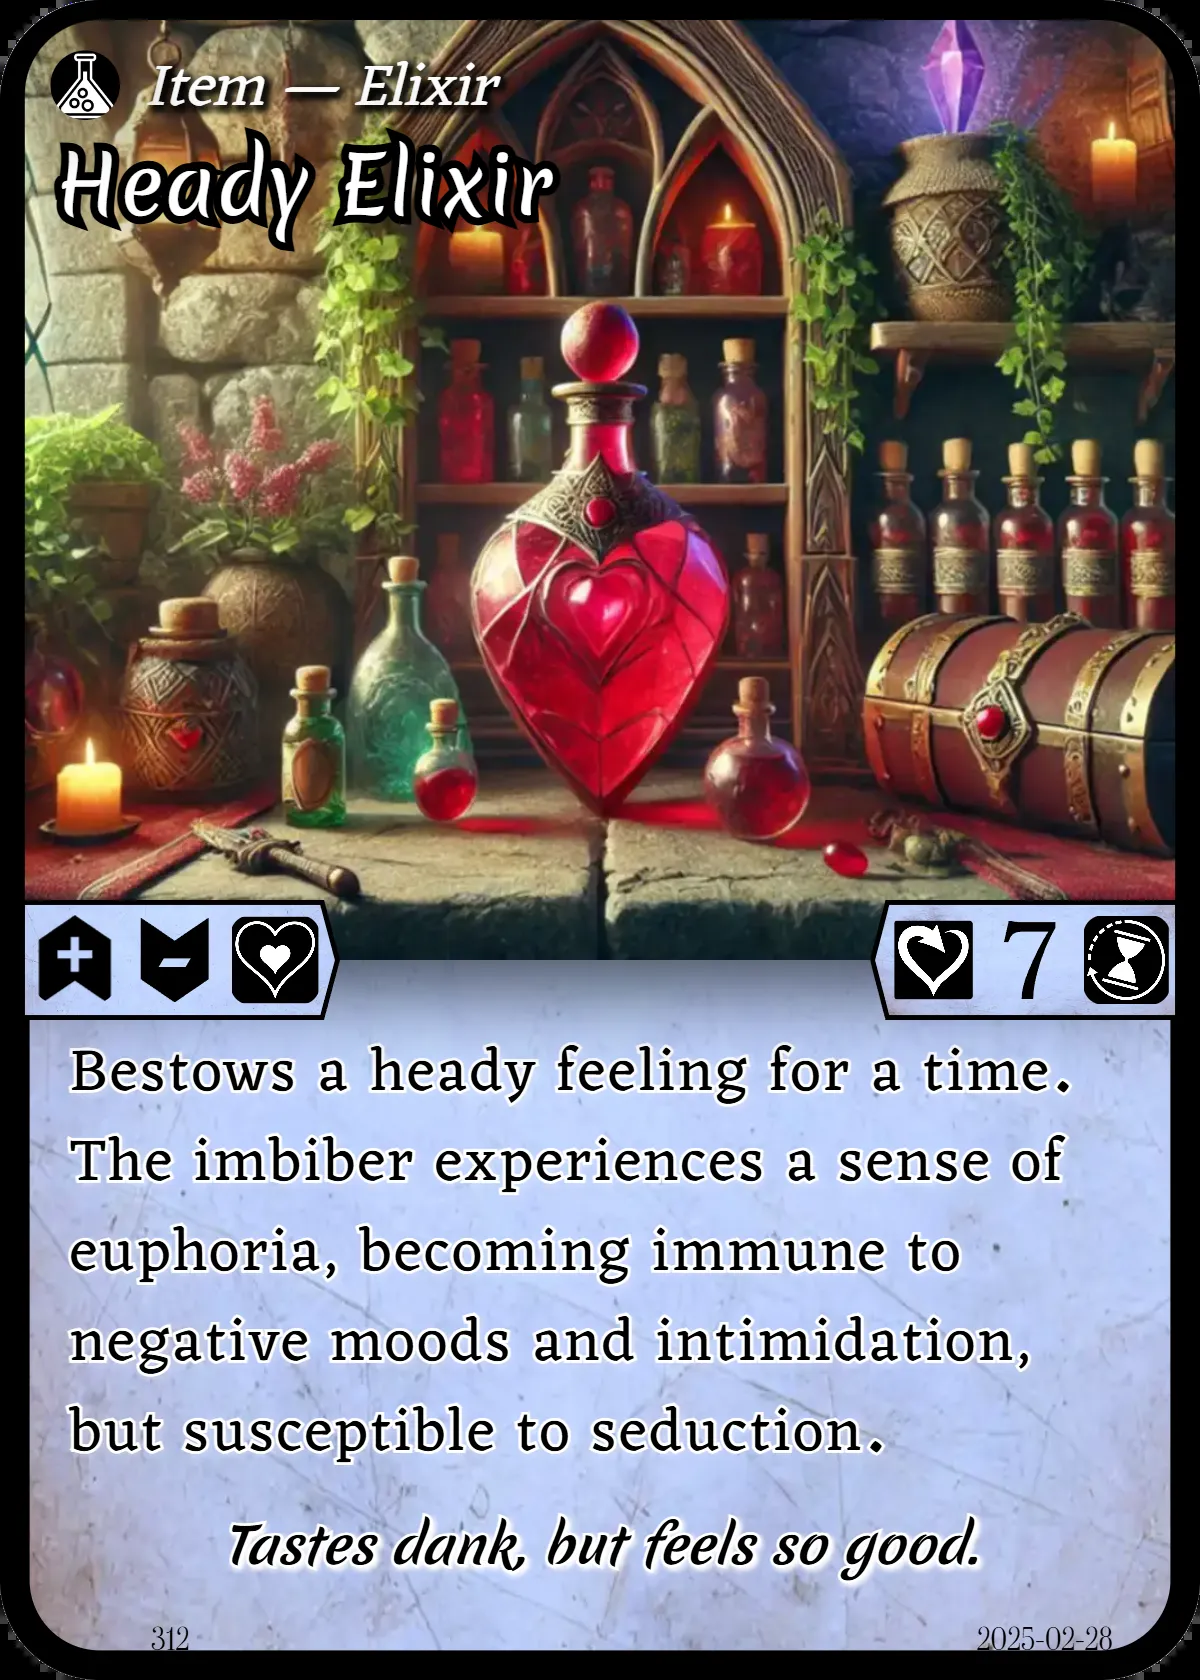 Item — Elixir
Heady Elixir
+ - 7
Bestows a heady feeling for a time.
The imbiber experiences a sense of
euphoria, becoming immune to
negative moods and intimidation,
but susceptible to seduction.
Tastes dank, but feels so good.
312 2025-02-28